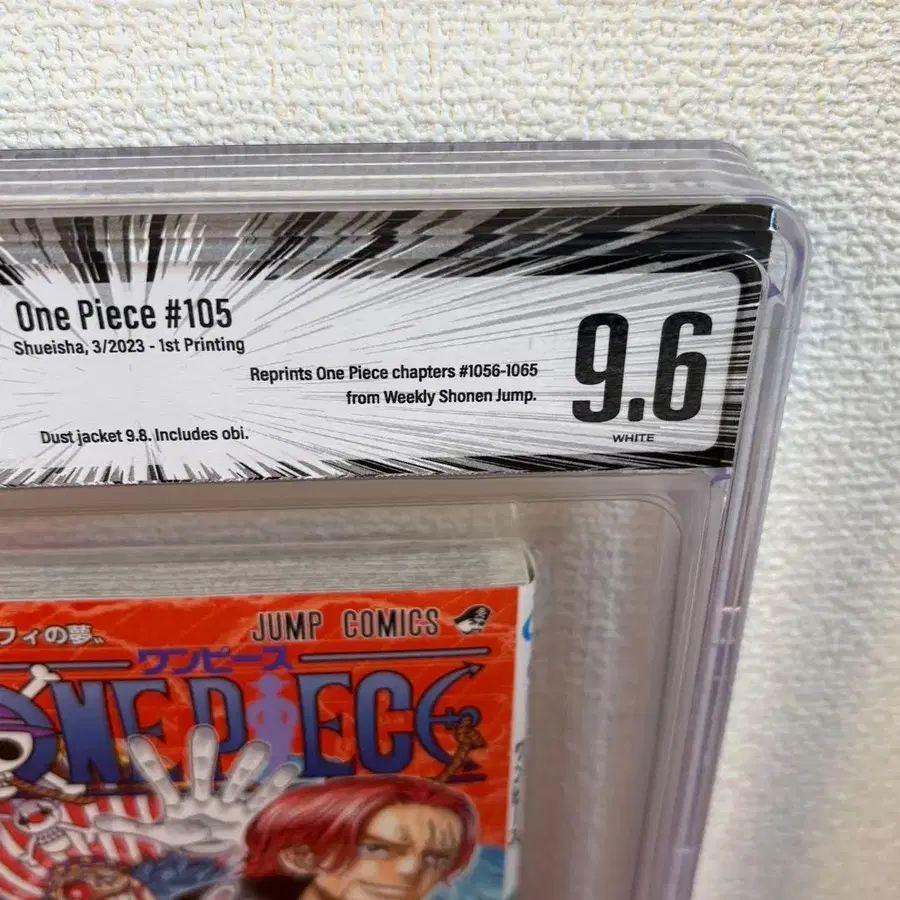 One Piece #105
Shueisha, 3/2023 - 1st Printing
Reprints One Piece chapters #1056-1065
from Weekly Shonen Jump.
9.6
WHITE
Dust jacket 9.8. Includes obi.
フィの夢〟
JUMP COMICS
ワンピース
ONE PIECE